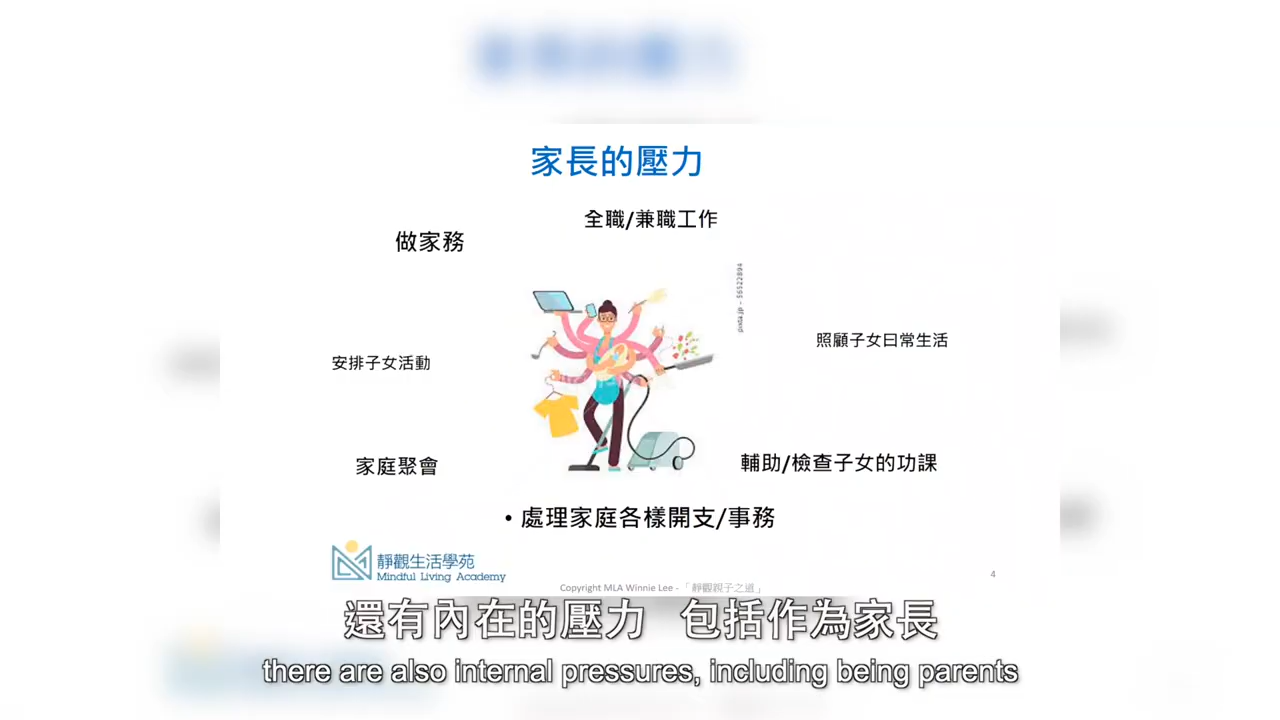 家長的壓力
全職/兼職工作
做家務
pixta.jp - 56522894
照顧子女日常生活
安排子女活動
家庭聚會
輔助/檢查子女的功課
• 處理家庭各樣開支/事務
靜觀生活學苑
Mindful Living Academy
Copyright MLA Winnie Lee - 「靜觀親子之道」
4
還有內在的壓力 包括作為家長
there are also internal pressures, including being parents